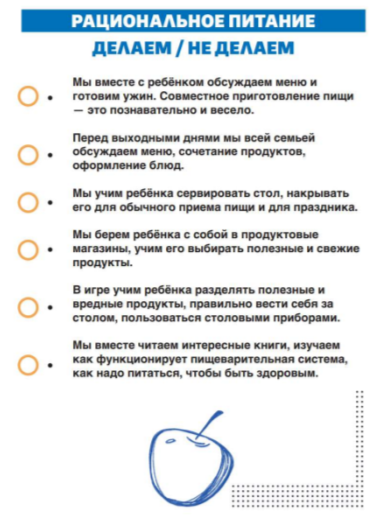 РАЦИОНАЛЬНОЕ ПИТАНИЕ
ДЕЛАЕМ / НЕ ДЕЛАЕМ
• Мы вместе с ребёнком обсуждаем меню и
готовим ужин. Совместное приготовление пищи
— это познавательно и весело.
• Перед выходными днями мы всей семьей
обсуждаем меню, сочетание продуктов,
оформление блюд.
• Мы учим ребёнка сервировать стол, накрывать
его для обычного приема пищи и для праздника.
• Мы берем ребёнка с собой в продуктовые
магазины, учим его выбирать полезные и свежие
продукты.
• В игре учим ребёнка разделять полезные и
вредные продукты, правильно вести себя за
столом, пользоваться столовыми приборами.
• Мы вместе читаем интересные книги, изучаем
как функционирует пищеварительная система,
как надо питаться, чтобы быть здоровым.